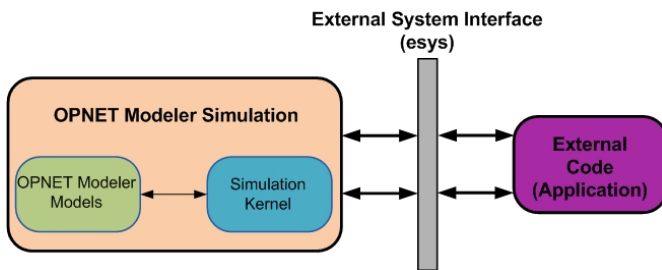 External System Interface
(esys)
OPNET Modeler Simulation
OPNET Modeler
Models
Simulation
Kernel
External
Code
(Application)